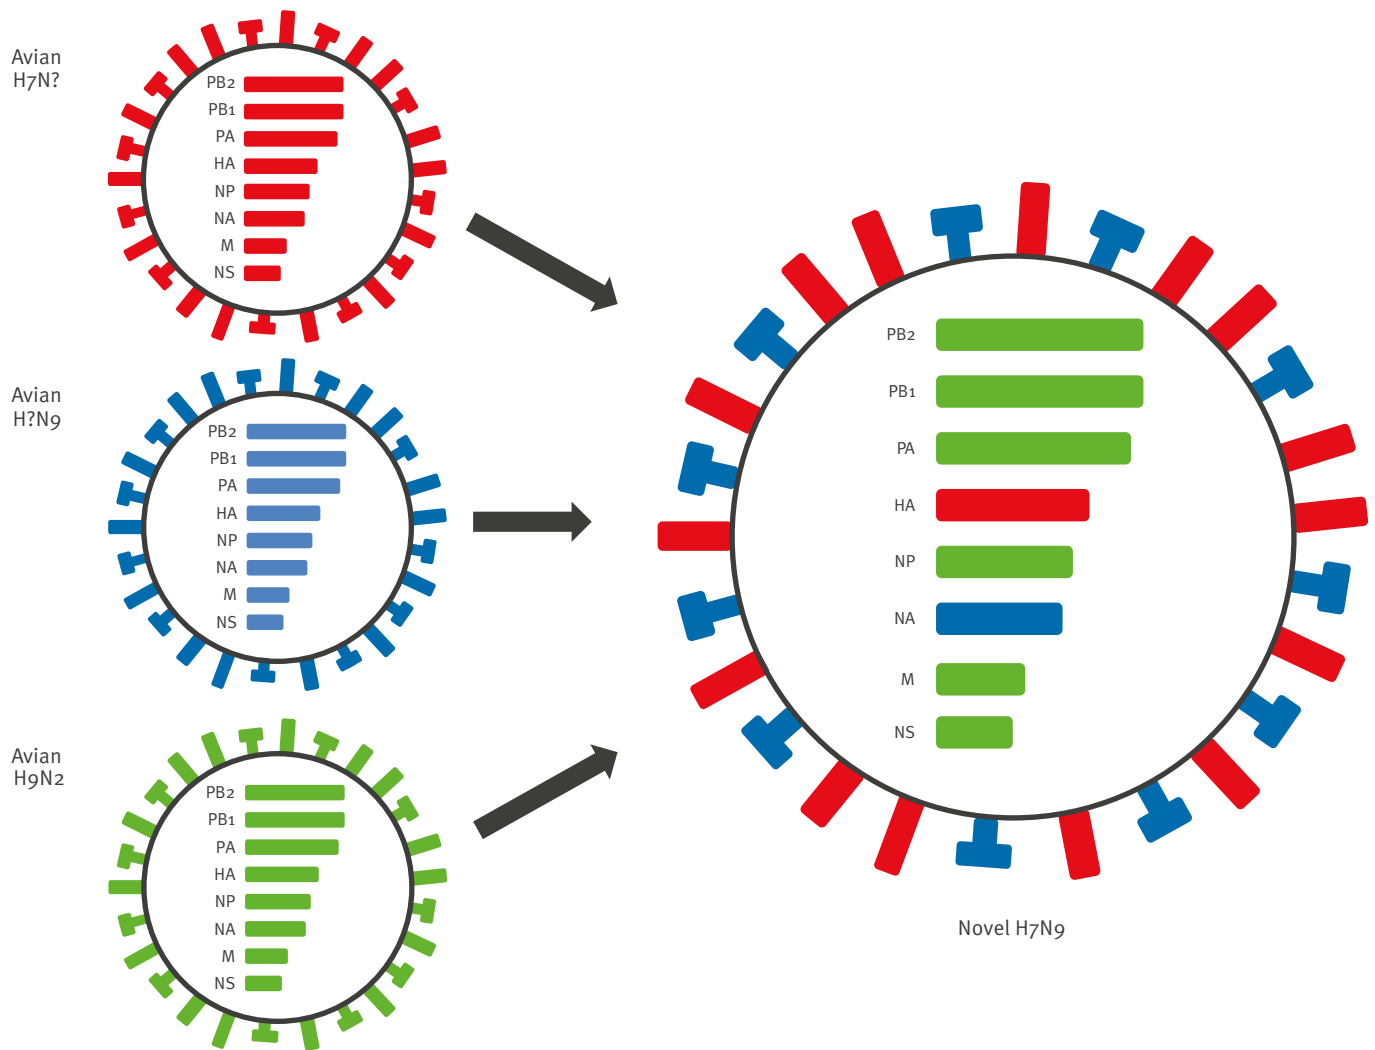 Avian
H7N?
PB2
PB1
PA
HA
NP
NA
M
NS
Avian
H?N9
PB2
PB1
PA
HA
NP
NA
M
NS
Avian
H9N2
PB2
PB1
PA
HA
NP
NA
M
NS
PB2
PB1
PA
HA
NP
NA
M
NS
Novel H7N9